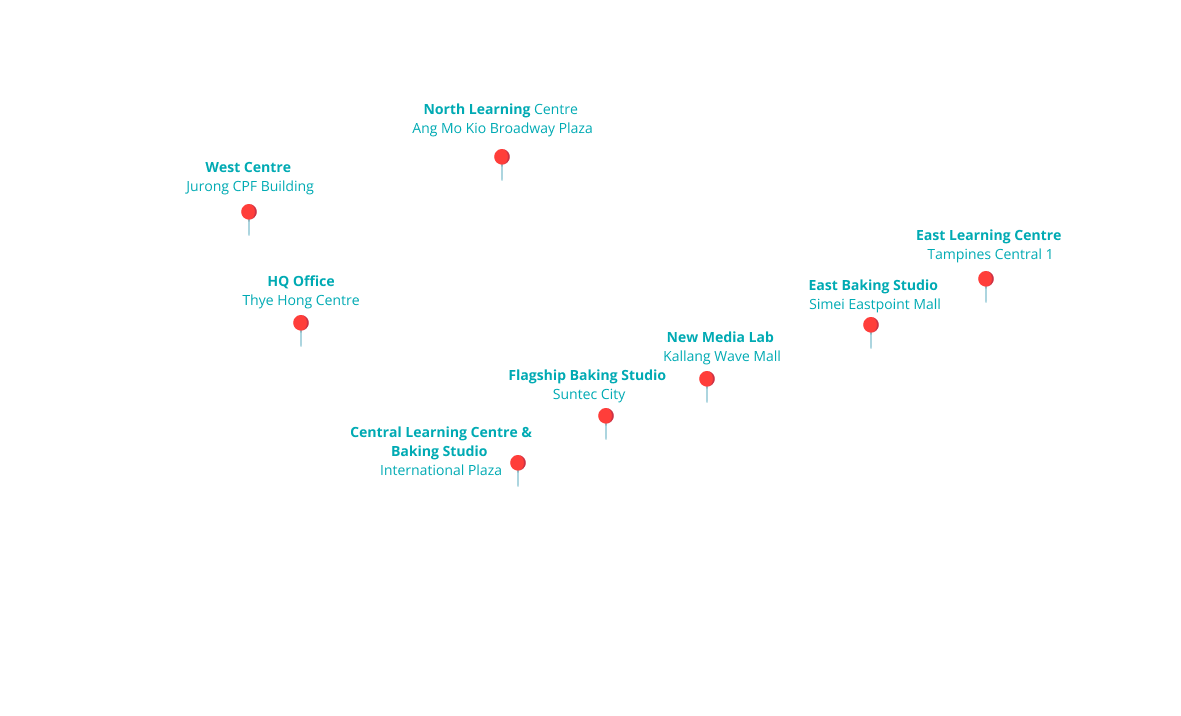 North Learning Centre
Ang Mo Kio Broadway Plaza
West Centre
Jurong CPF Building
East Learning Centre
Tampines Central 1
HQ Office
Thye Hong Centre
East Baking Studio
Simei Eastpoint Mall
New Media Lab
Kallang Wave Mall
Flagship Baking Studio
Suntec City
Central Learning Centre &
Baking Studio
International Plaza